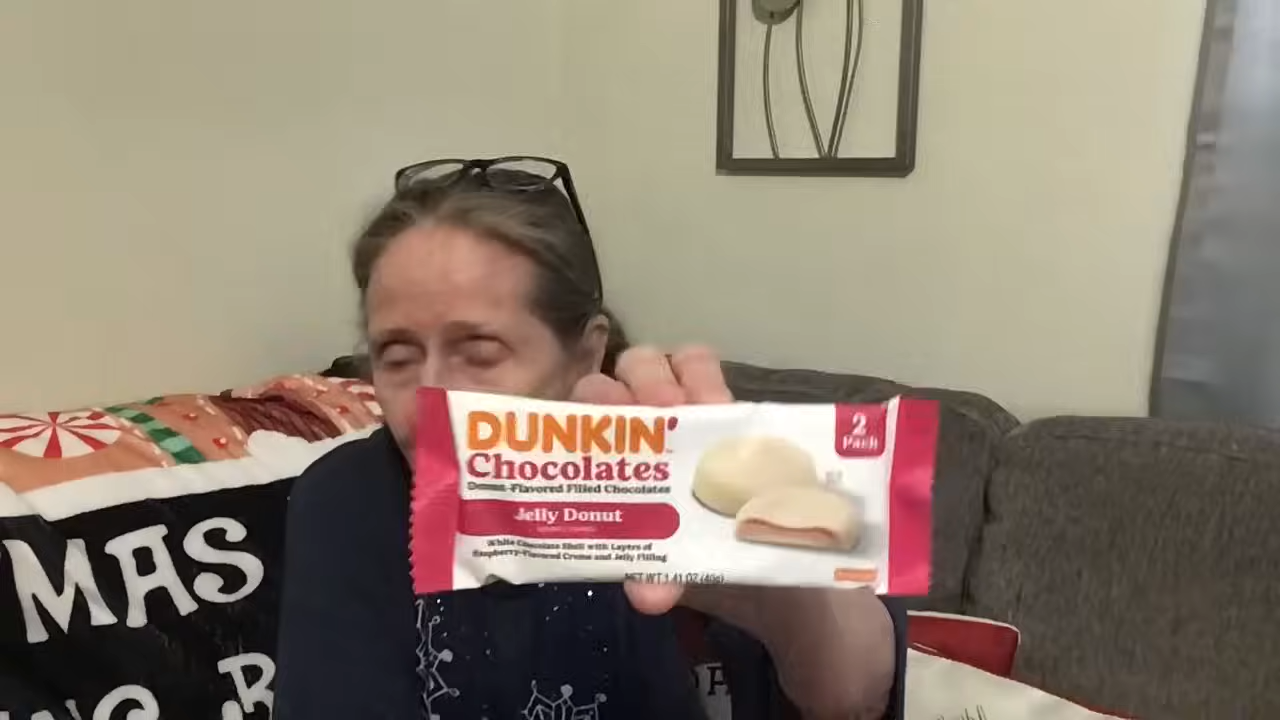 DUNKIN'
Chocolates
Donut-Flavored Filled Chocolates
Jelly Donut
White Chocolate Shell with Layers of
Raspberry-Flavored Creme and Jelly Filling
NET WT 1.41 OZ (40g)
2
Pack
MAS